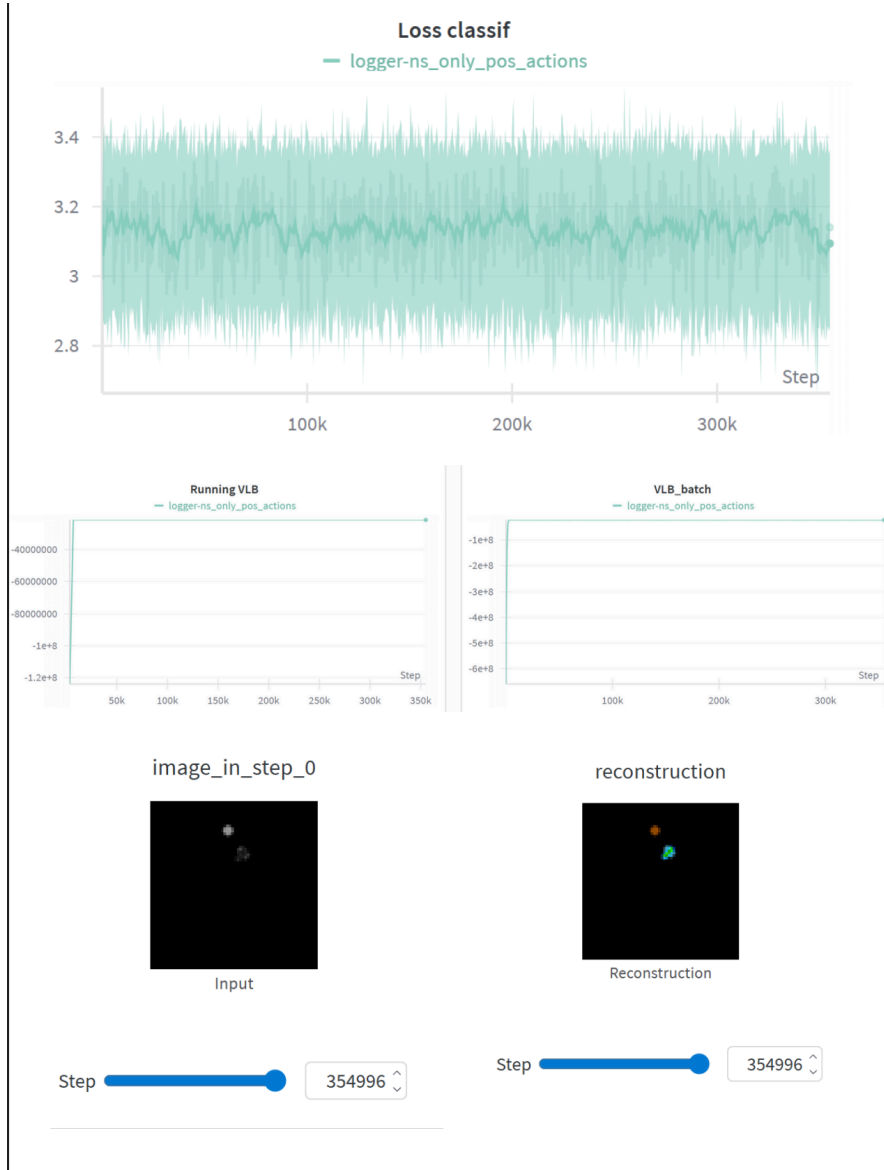 Loss classif
logger-ns_only_pos_actions
3.4
3.2
3
2.8
Step
100k 200k 300k
Running VLB
logger-ns_only_pos_actions
-40000000
-60000000
-80000000
-1e+8
-1.2e+8
Step
50k 100k 150k 200k 250k 300k 350k
VLB_batch
logger-ns_only_pos_actions
-1e+8
-2e+8
-3e+8
-4e+8
-5e+8
-6e+8
Step
100k 200k 300k
image_in_step_0
Input
Step 354996
reconstruction
Reconstruction
Step 354996